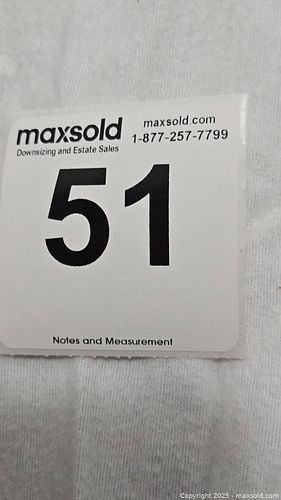 maxsold
Downsizing and Estate Sales
maxsold.com
1-877-257-7799
51
Notes and Measurement
Copyright 2025 - maxsold.com